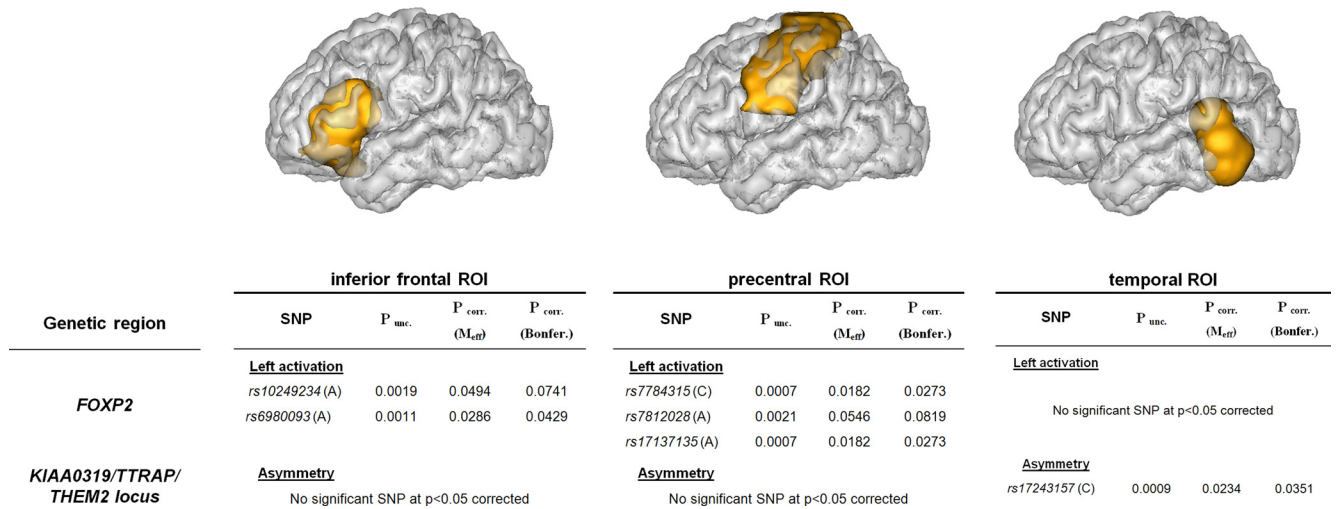 inferior frontal ROI precentral ROI temporal ROI
Genetic region SNP P unc. P corr. (Meff) P corr. (Bonfer.) SNP P unc. P corr. (Meff) P corr. (Bonfer.) SNP P unc. P corr. (Meff) P corr. (Bonfer.)
Left activation Left activation Left activation
FOXP2
rs10249234 (A) 0.0019 0.0494 0.0741 rs7784315 (C) 0.0007 0.0182 0.0273
rs6980093 (A) 0.0011 0.0286 0.0429 rs7812028 (A) 0.0021 0.0546 0.0819 No significant SNP at p<0.05 corrected
rs17137135 (A) 0.0007 0.0182 0.0273
KIAA0319/TTRAP/
THEM2 locus
Asymmetry Asymmetry Asymmetry
No significant SNP at p<0.05 corrected No significant SNP at p<0.05 corrected rs17243157 (C) 0.0009 0.0234 0.0351